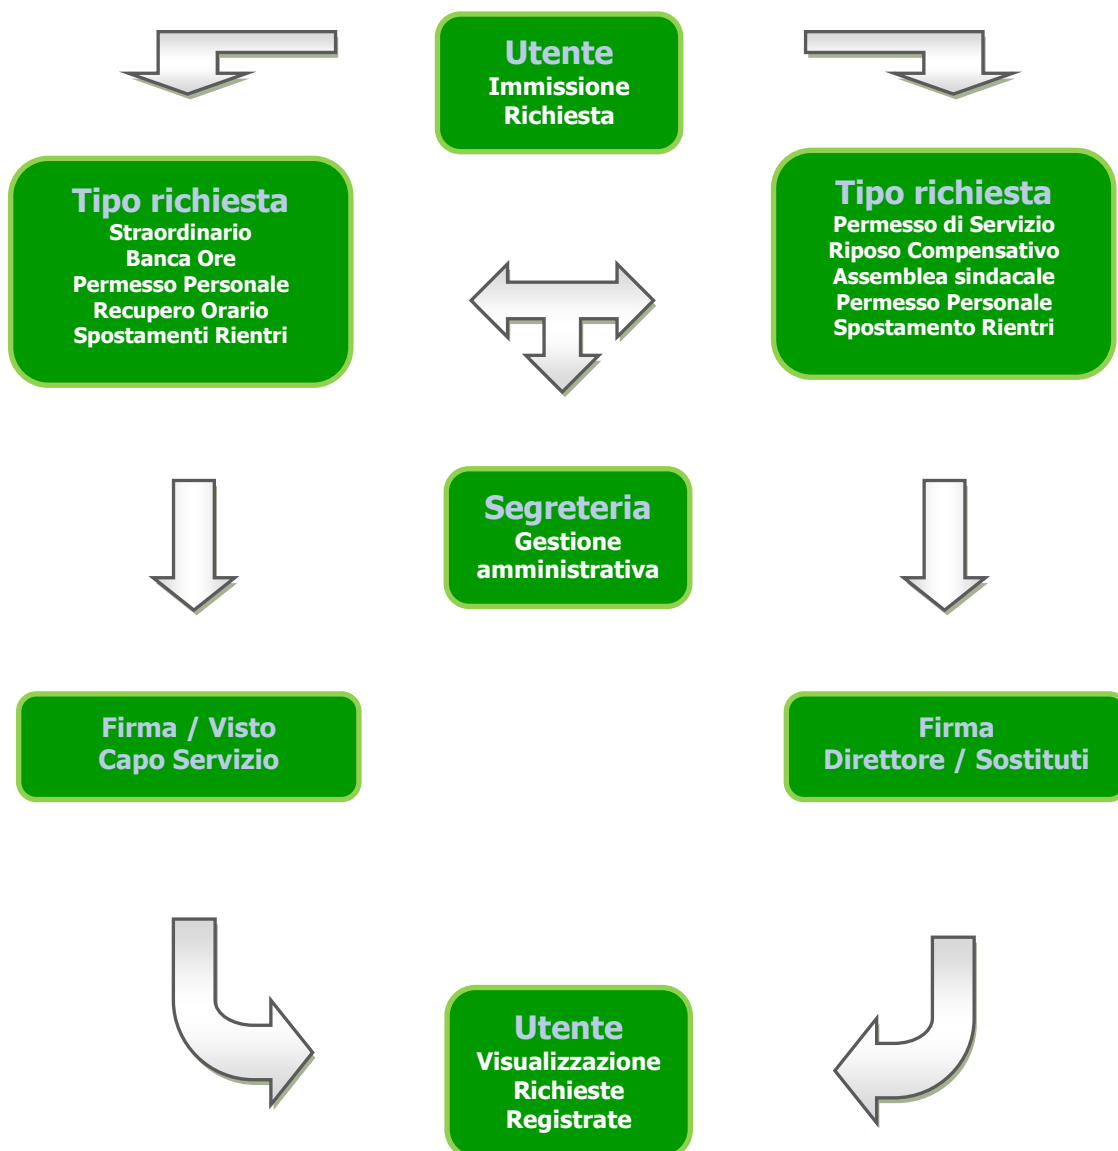 Utente
Immissione
Richiesta
Tipo richiesta
Straordinario
Banca Ore
Permesso Personale
Recupero Orario
Spostamenti Rientri
Tipo richiesta
Permesso di Servizio
Riposo Compensativo
Assemblea sindacale
Permesso Personale
Spostamento Rientri
Segreteria
Gestione
amministrativa
Firma / Visto
Capo Servizio
Firma
Direttore / Sostituti
Utente
Visualizzazione
Richieste
Registrate